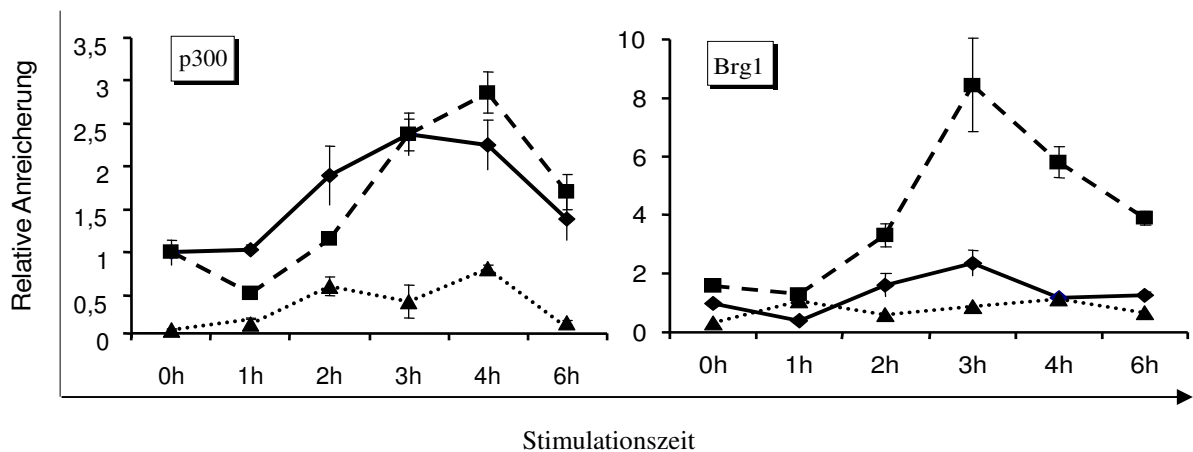 Relative Anreicherung
p300
3,5
3
2,5
2
1,5
1
0,5
0
0h 1h 2h 3h 4h 6h
Brg1
10
8
6
4
2
0
0h 1h 2h 3h 4h 6h
Stimulationszeit